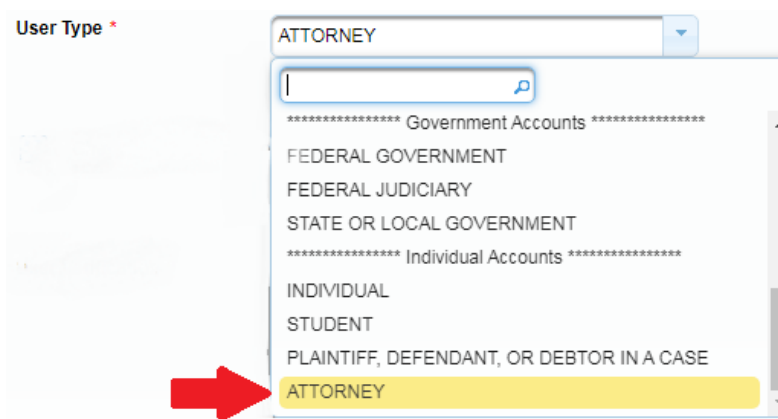 User Type *
ATTORNEY
**************** Government Accounts ****************
FEDERAL GOVERNMENT
FEDERAL JUDICIARY
STATE OR LOCAL GOVERNMENT
**************** Individual Accounts ****************
INDIVIDUAL
STUDENT
PLAINTIFF, DEFENDANT, OR DEBTOR IN A CASE
ATTORNEY